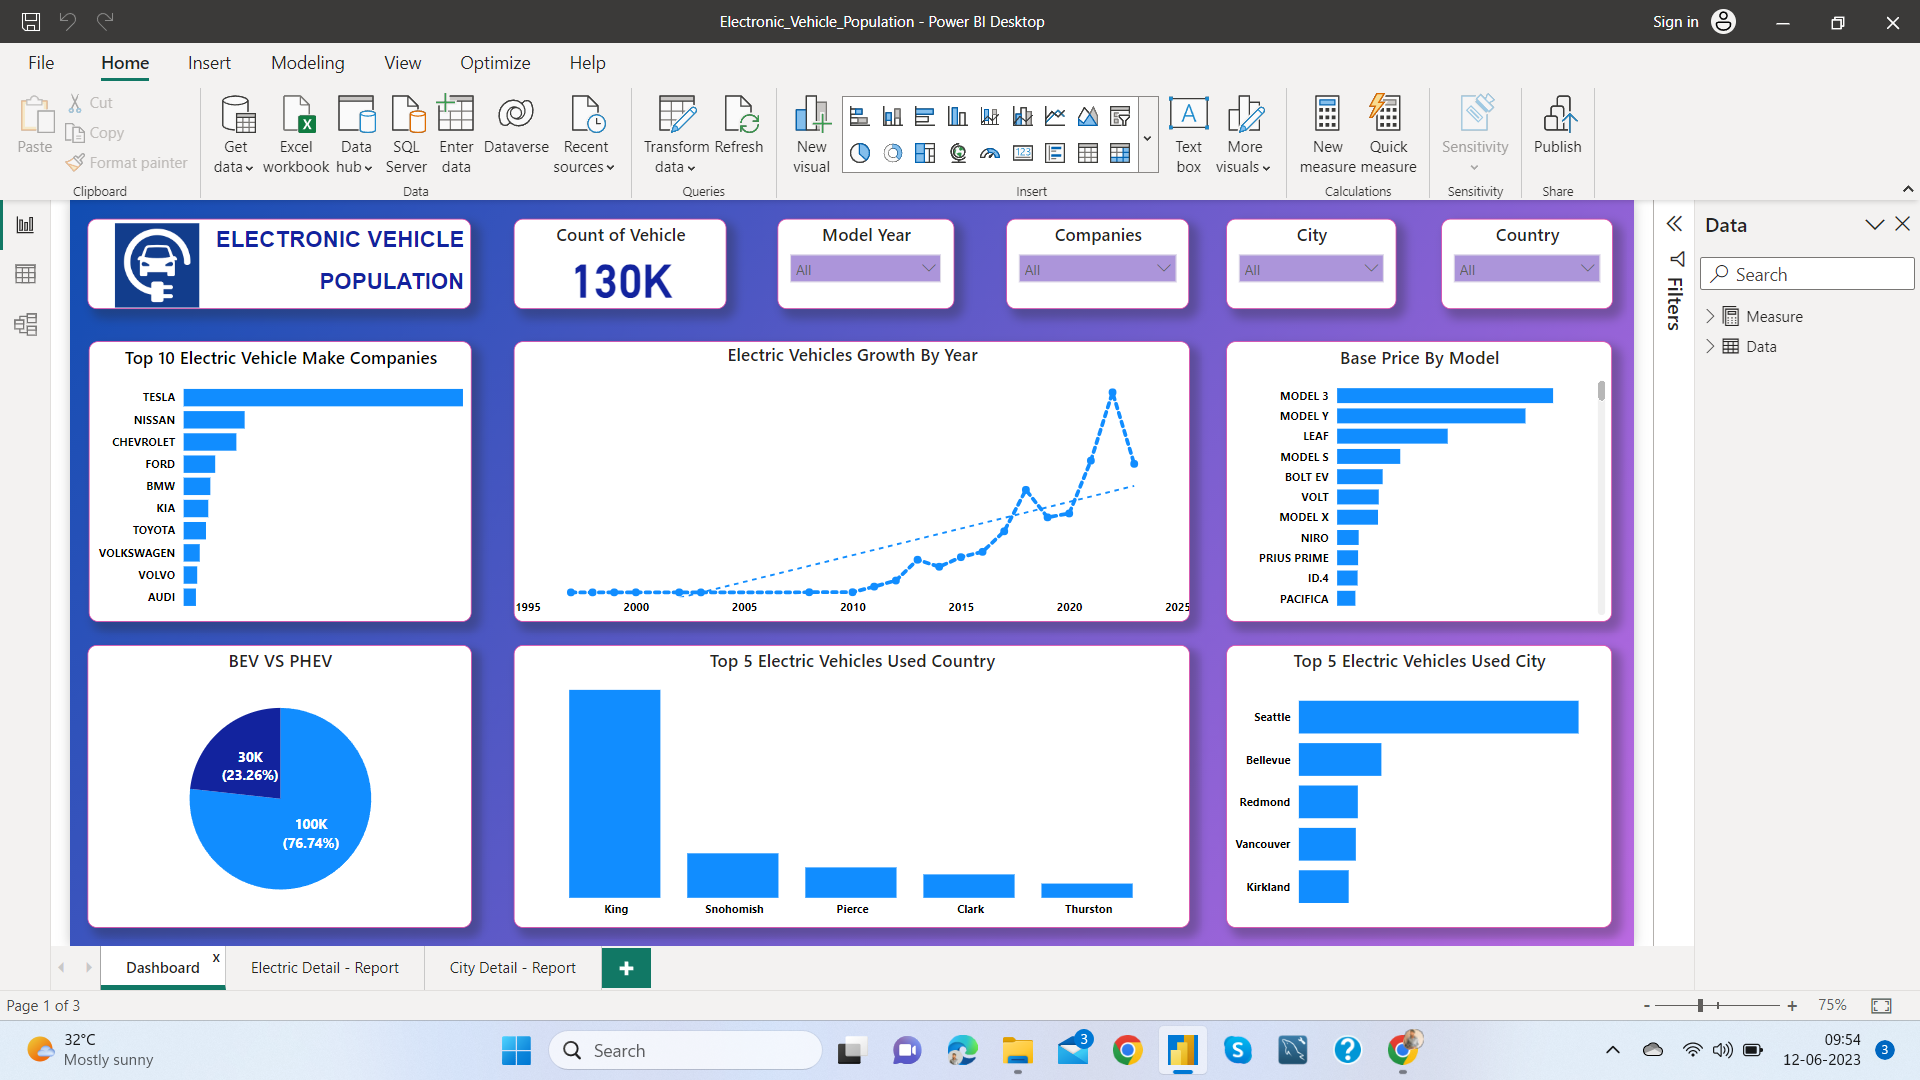 Electronic_Vehicle_Population - Power BI Desktop
Sign in
File Home Insert Modeling View Optimize Help
Paste
Cut
Copy
Format painter
Clipboard
Get data
Excel workbook
Data hub
SQL Server
Enter data
Dataverse
Recent sources
Data
Transform data
Refresh
Queries
New visual
123
A
Text box
More visuals
Insert
New measure
Quick measure
Calculations
Sensitivity
Sensitivity
Publish
Share
ELECTRONIC VEHICLE
POPULATION
Count of Vehicle
130K
Model Year
All
Companies
All
City
All
Country
All
Top 10 Electric Vehicle Make Companies
TESLA
NISSAN
CHEVROLET
FORD
BMW
KIA
TOYOTA
VOLKSWAGEN
VOLVO
AUDI
Electric Vehicles Growth By Year
1995 2000 2005 2010 2015 2020 2025
Base Price By Model
MODEL 3
MODEL Y
LEAF
MODEL S
BOLT EV
VOLT
MODEL X
NIRO
PRIUS PRIME
ID.4
PACIFICA
BEV VS PHEV
30K
(23.26%)
100K
(76.74%)
Top 5 Electric Vehicles Used Country
King Snohomish Pierce Clark Thurston
Top 5 Electric Vehicles Used City
Seattle
Bellevue
Redmond
Vancouver
Kirkland
Filters
Data
Search
Measure
Data
Dashboard x
Electric Detail - Report
City Detail - Report
+
Page 1 of 3
- + 75%
32°C
Mostly sunny
Search
3
S
?
09:54
12-06-2023
3